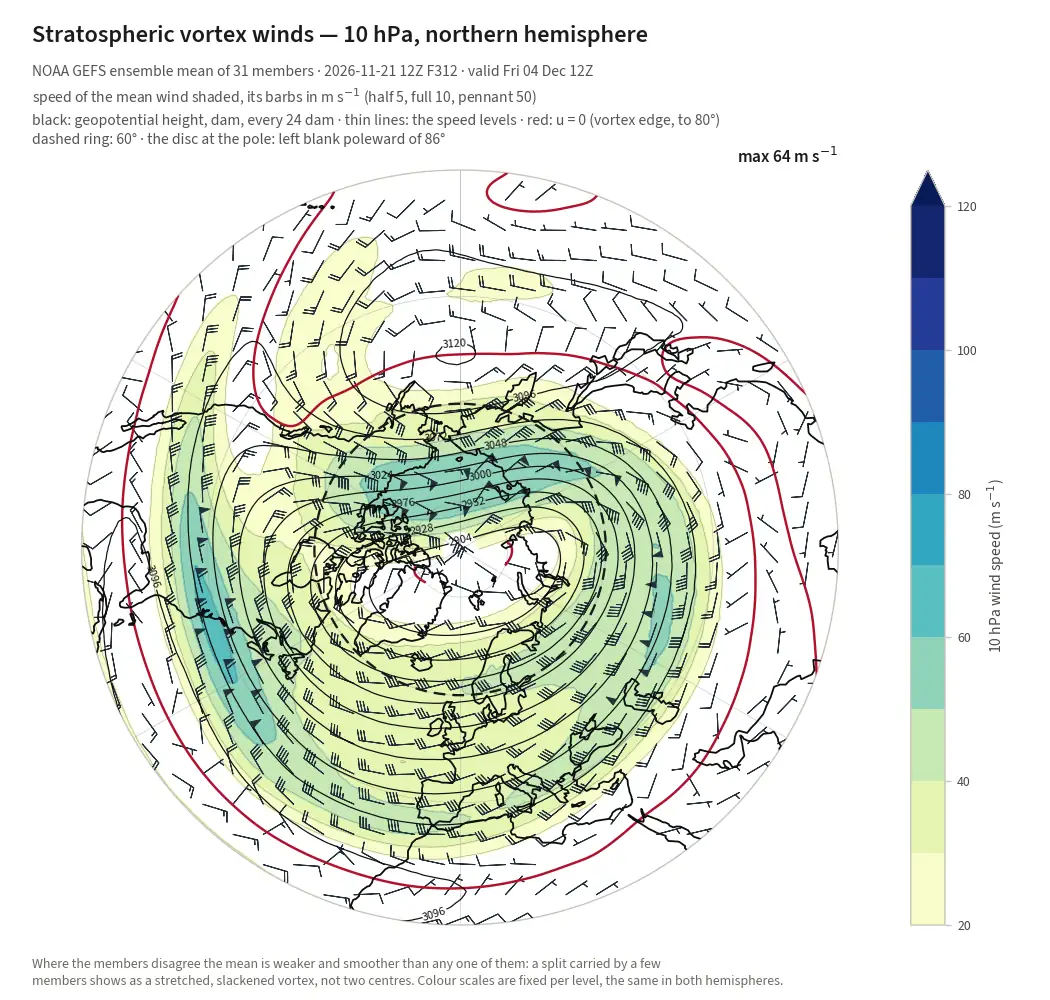 Stratospheric vortex winds — 10 hPa, northern hemisphere
NOAA GEFS ensemble mean of 31 members · 2026-11-21 12Z F312 · valid Fri 04 Dec 12Z
speed of the mean wind shaded, its barbs in m s⁻¹ (half 5, full 10, pennant 50)
black: geopotential height, dam, every 24 dam · thin lines: the speed levels · red: u = 0 (vortex edge, to 80°)
dashed ring: 60° · the disc at the pole: left blank poleward of 86°
max 64 m s⁻¹
120
100
80
60
40
20
10 hPa wind speed (m s⁻¹)
3120
3048
3024
3000
2976
2952
2928
2904
3096
3096
Where the members disagree the mean is weaker and smoother than any one of them: a split carried by a few
members shows as a stretched, slackened vortex, not two centres. Colour scales are fixed per level, the same in both hemispheres.